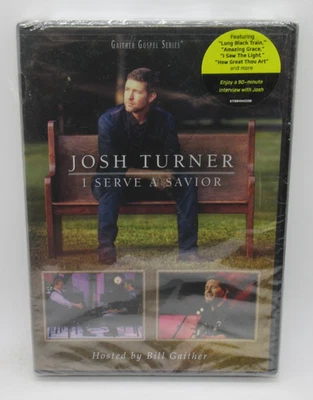 GAITHER GOSPEL SERIES
Featuring
"Long Black Train,"
"Amazing Grace,"
"I Saw The Light,"
"How Great Thou Art"
and more
Enjoy a 90-minute
interview with Josh
JOSH TURNER
I SERVE A SAVIOR
Hosted by Bill Gaither